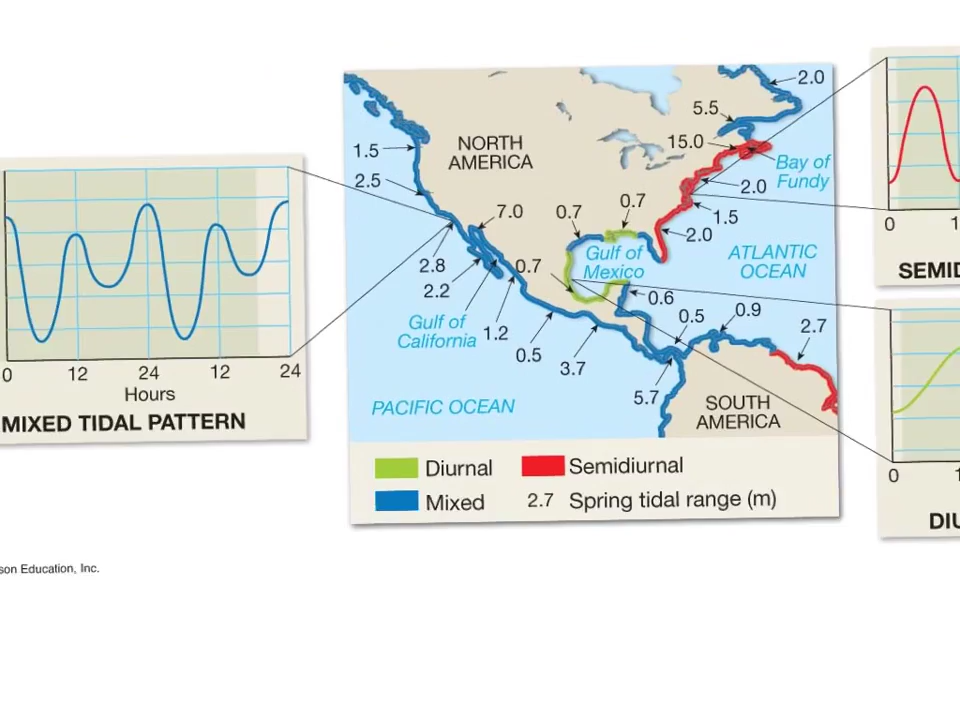 2.0
5.5
NORTH
AMERICA
15.0
1.5
Bay of
Fundy
2.5
2.0
0.7
7.0
0.7
1.5
2.0
Gulf of
Mexico
ATLANTIC
OCEAN
2.8
0.7
2.2
0.6
0.9
0.5
Gulf of
California
1.2
2.7
0.5
3.7
5.7
SOUTH
AMERICA
PACIFIC OCEAN
Diurnal
Semidiurnal
Mixed
2.7 Spring tidal range (m)
0 12 24 12 24
Hours
MIXED TIDAL PATTERN
0 1
0 1
son Education, Inc.